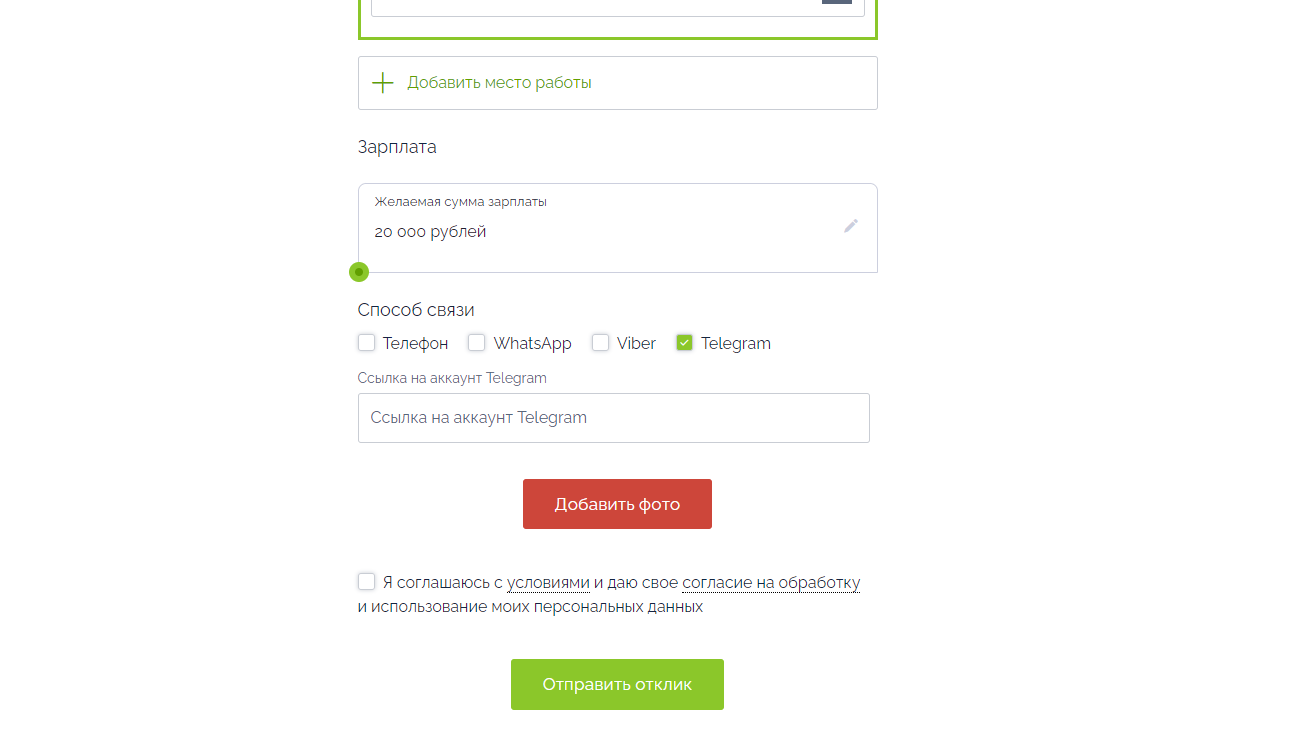 Добавить место работы
Зарплата
Желаемая сумма зарплаты
20 000 рублей
Способ связи
Телефон WhatsApp Viber Telegram
Ссылка на аккаунт Telegram
Ссылка на аккаунт Telegram
Добавить фото
Я соглашаюсь с условиями и даю свое согласие на обработку
и использование моих персональных данных
Отправить отклик